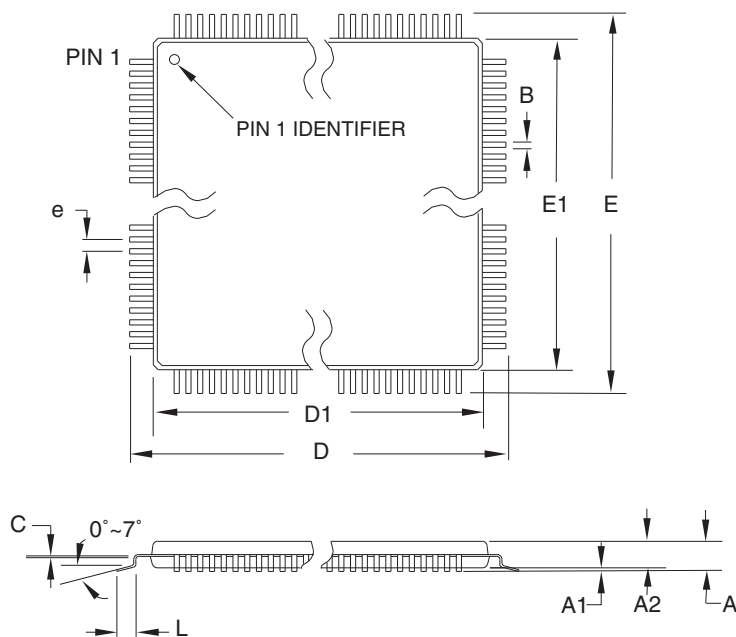 PIN 1
PIN 1 IDENTIFIER
B
e
E1
E
D1
D
C
0°~7°
L
A1
A2
A